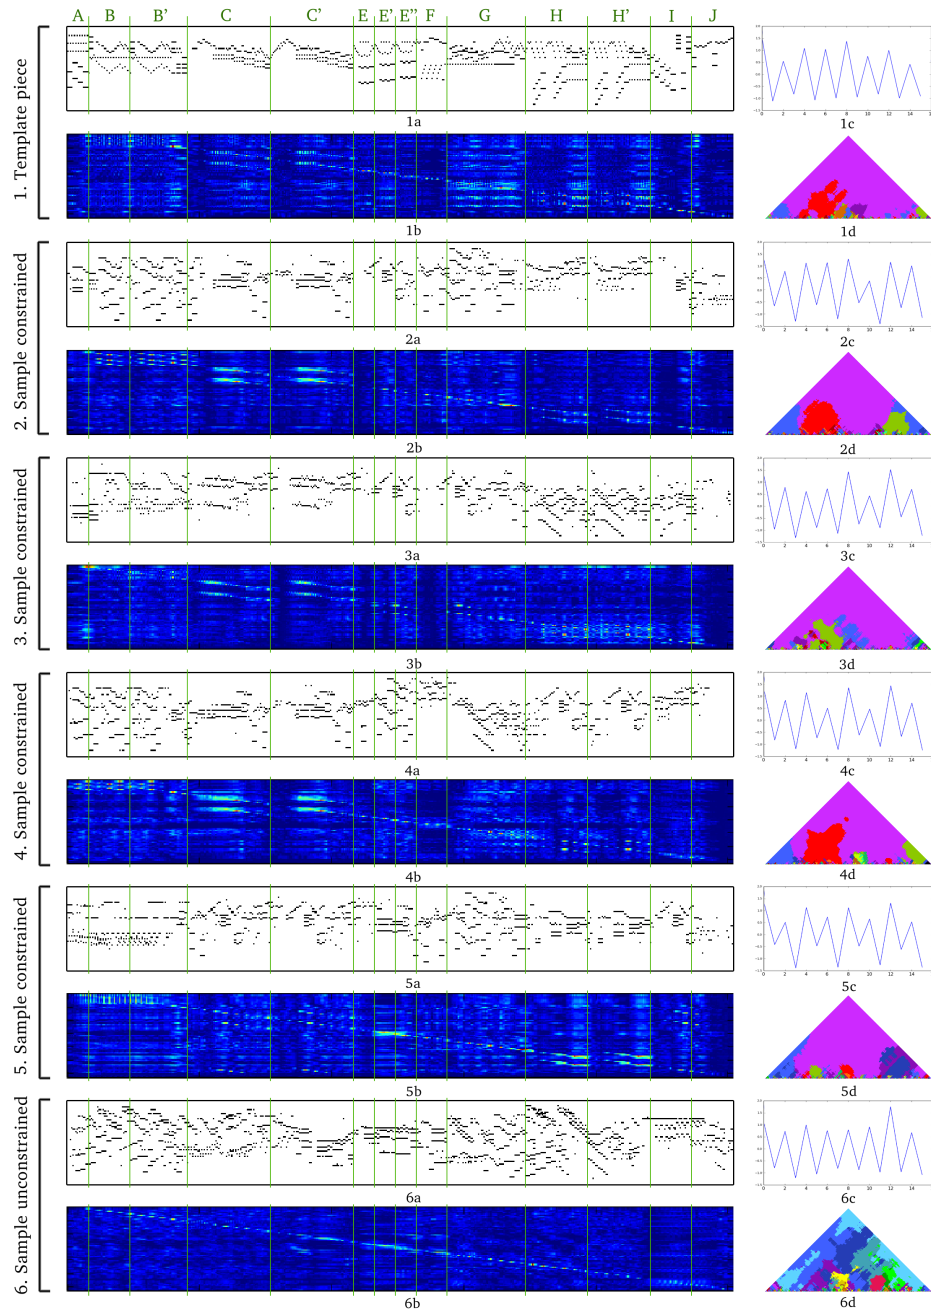 A B B’ C C’ E E’ E” F G H H’ I J
1. Template piece
1a
1c
1b
1d
2. Sample constrained
2a
2c
2b
2d
3. Sample constrained
3a
3c
3b
3d
4. Sample constrained
4a
4c
4b
4d
5. Sample constrained
5a
5c
5b
5d
6. Sample unconstrained
6a
6c
6b
6d